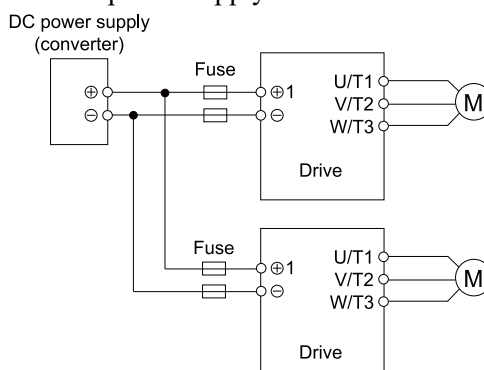 DC power supply
(converter)
Fuse
⊕ ⊕1 U/T1
⊖ ⊖ V/T2 M
W/T3
Drive
Fuse
⊕1 U/T1
⊖ V/T2 M
W/T3
Drive